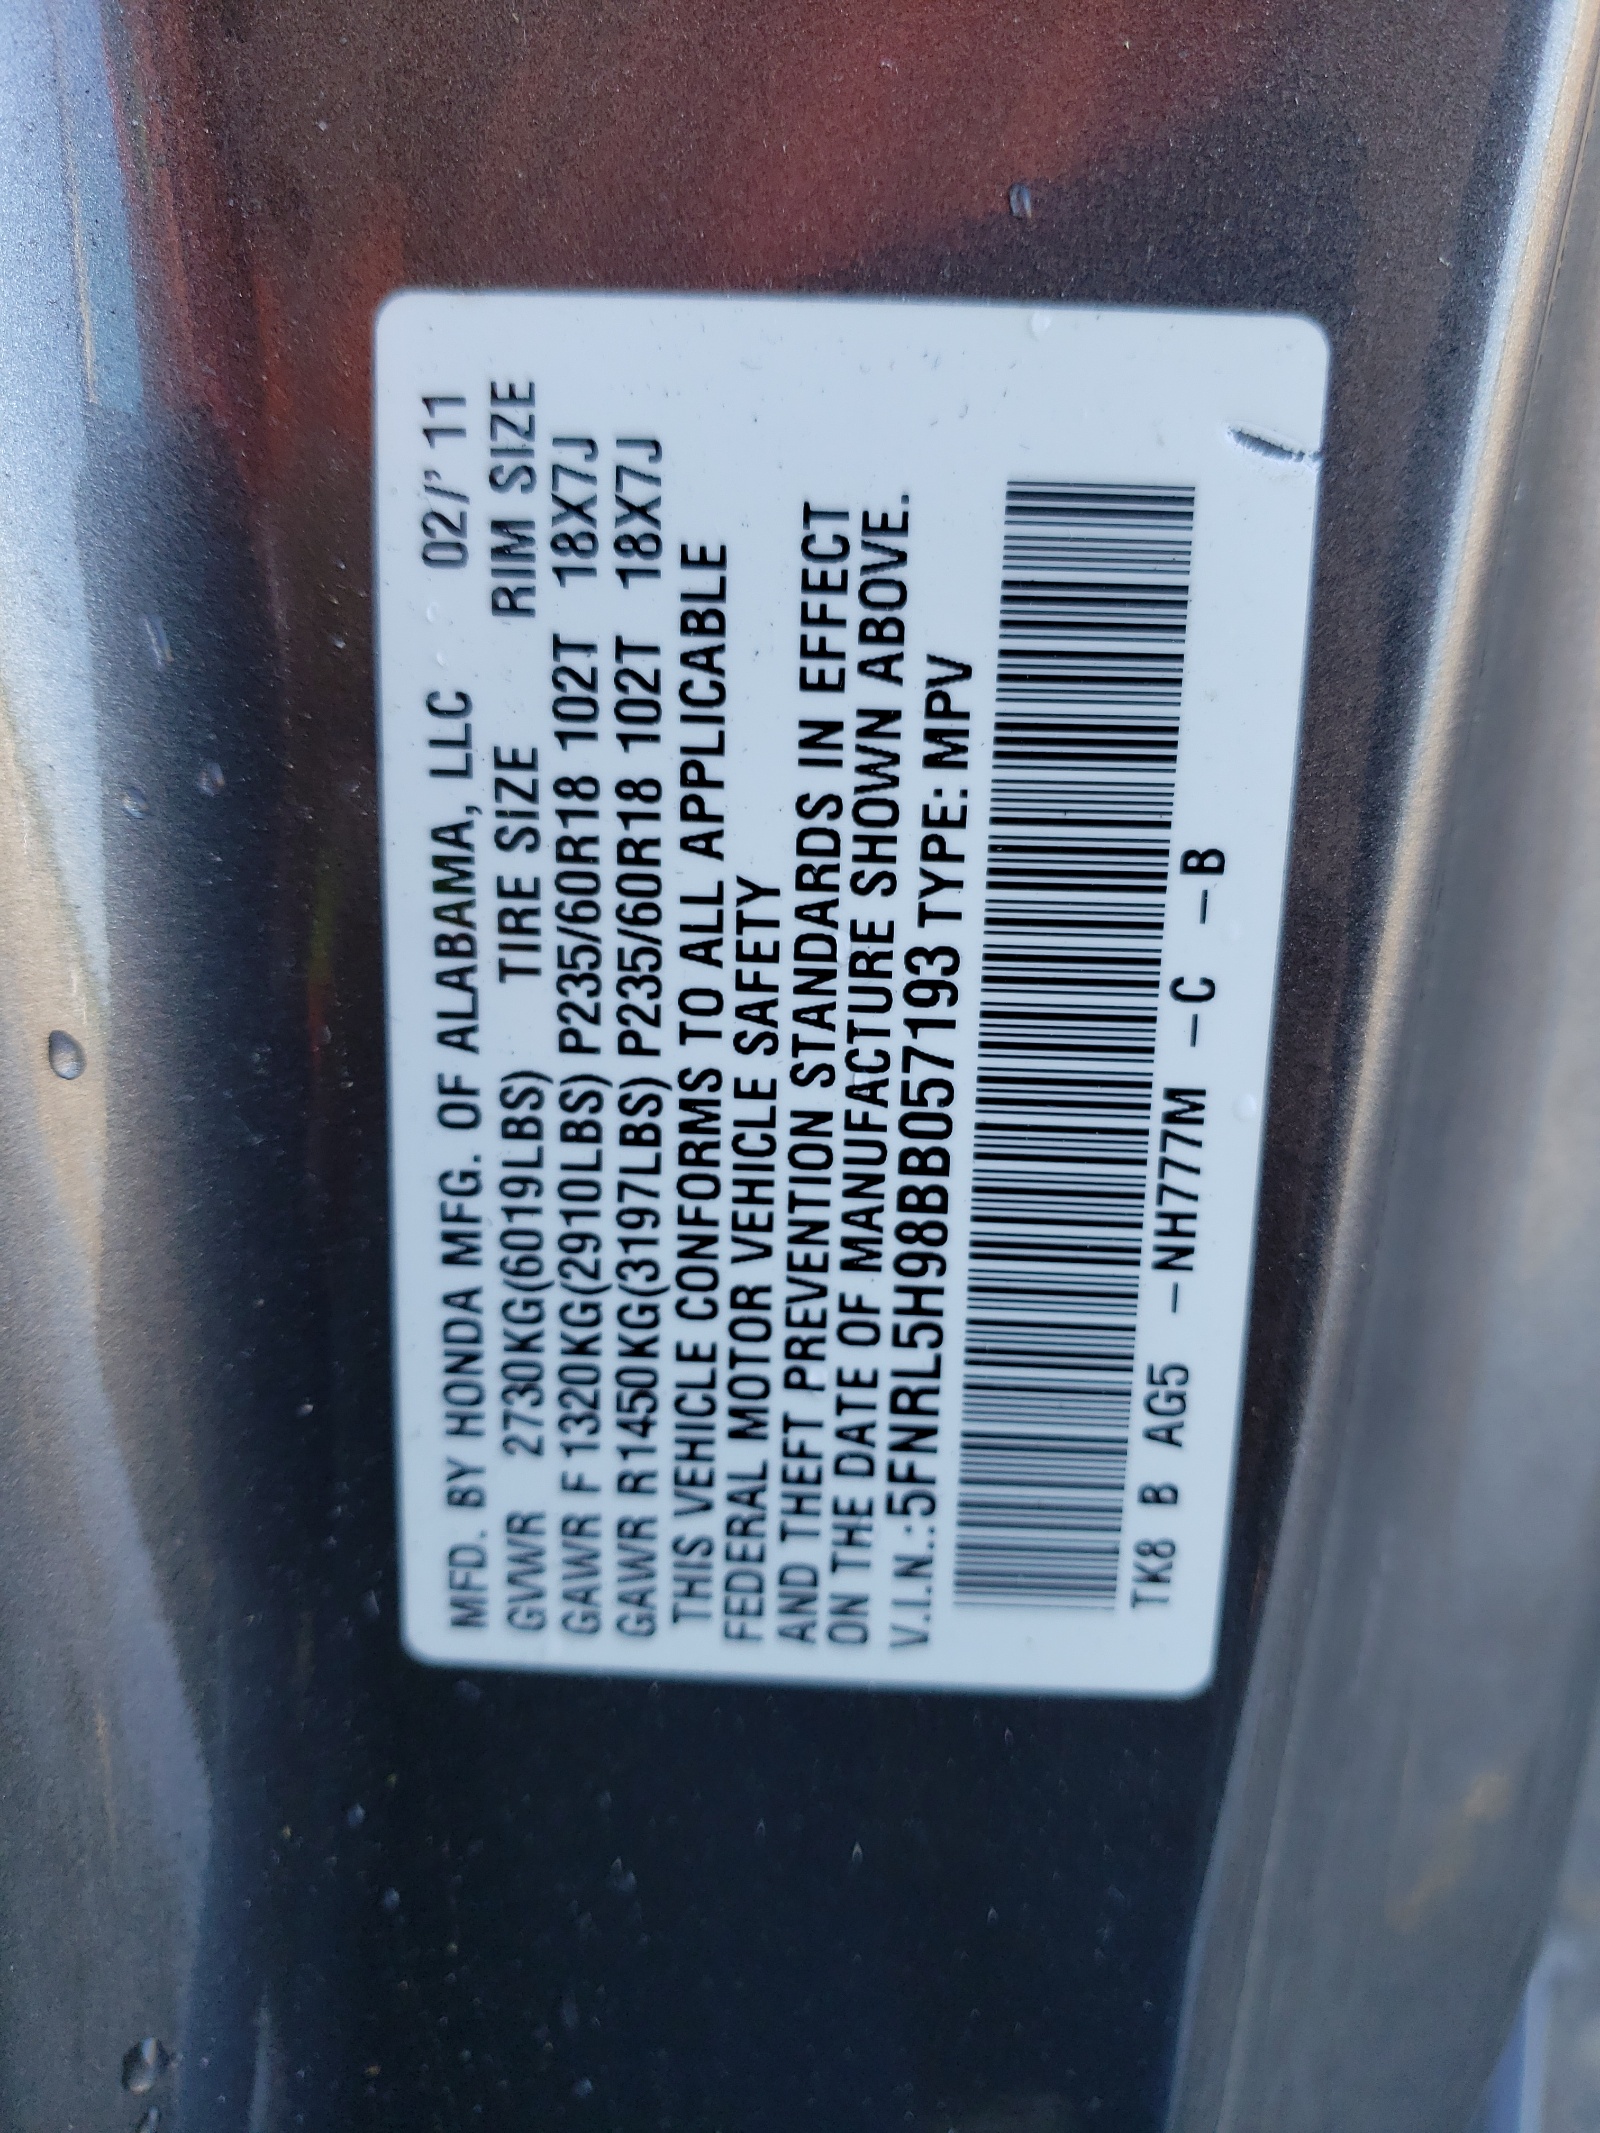 MFD. BY HONDA MFG. OF ALABAMA, LLC 02/' 11
GVWR 2730KG(6019LBS) TIRE SIZE RIM SIZE
GAWR F 1320KG(2910LBS) P235/60R18 102T 18X7J
GAWR R1450KG(3197LBS) P235/60R18 102T 18X7J
THIS VEHICLE CONFORMS TO ALL APPLICABLE
FEDERAL MOTOR VEHICLE SAFETY
AND THEFT PREVENTION STANDARDS IN EFFECT
ON THE DATE OF MANUFACTURE SHOWN ABOVE.
V.I.N.:5FNRL5H98BB057193 TYPE: MPV
TK8 B AG5 –NH777M –C –B